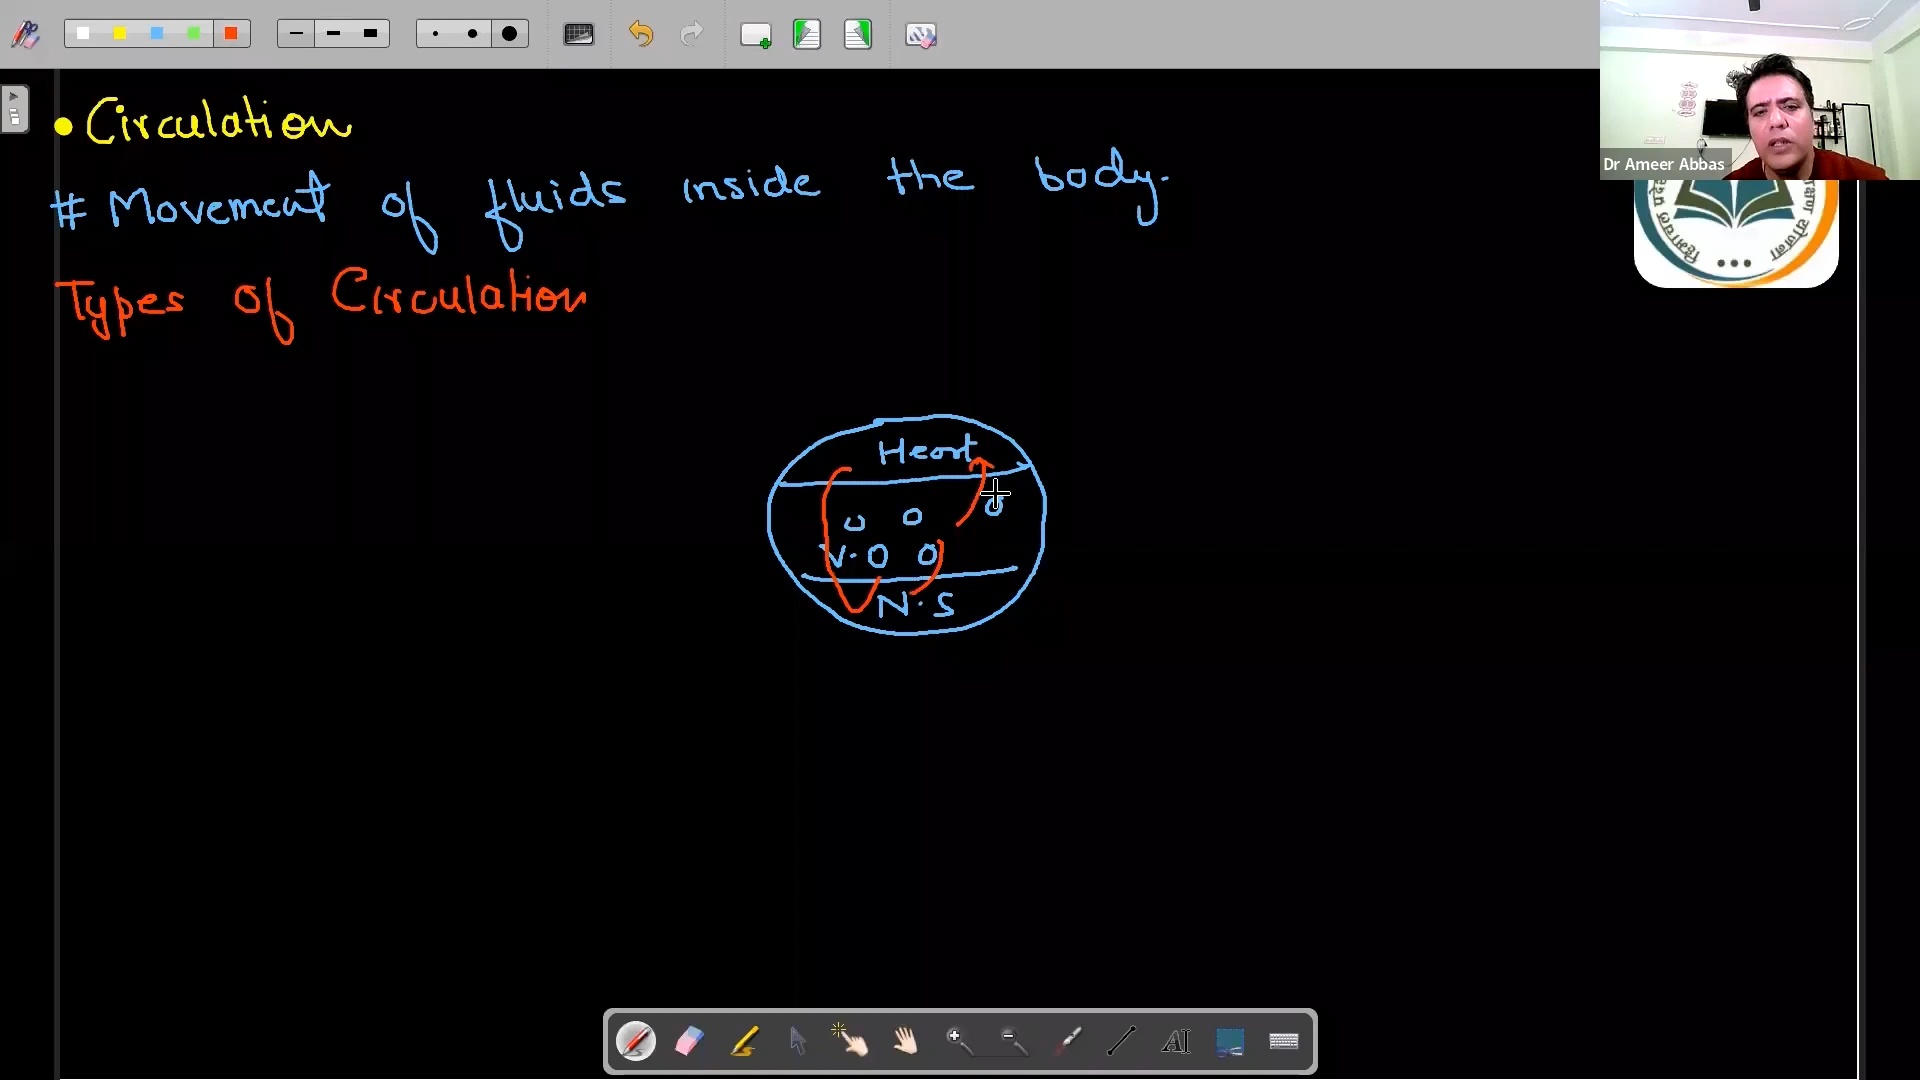 • Circulation
# Movement of fluids inside the body.
Types of Circulation
Dr Ameer Abbas
Heart
V.O
N.S